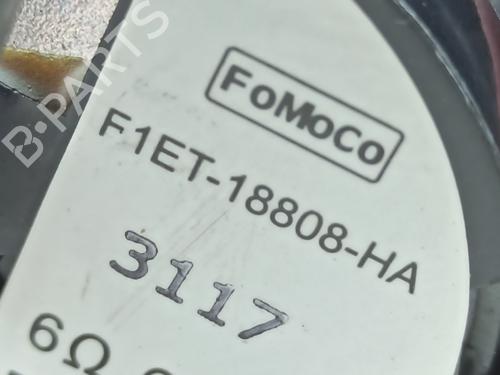 FoMoCo
F1ET-18808-HA
3117
6Ω
B-PARTS